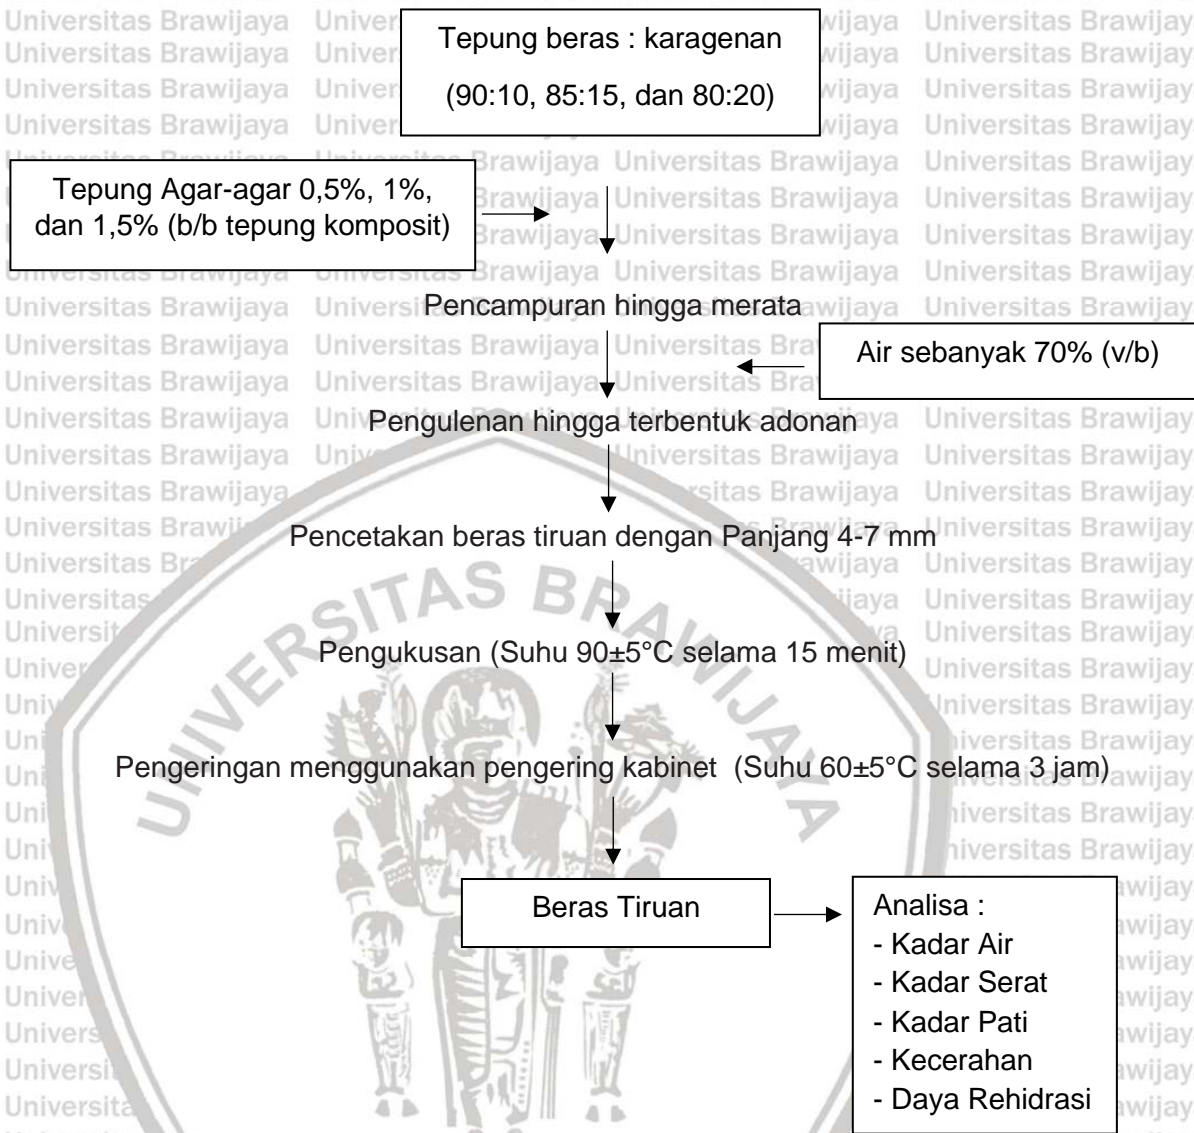 Tepung beras : karagenan
(90:10, 85:15, dan 80:20)
Tepung Agar-agar 0,5%, 1%,
dan 1,5% (b/b tepung komposit)
Pencampuran hingga merata
Air sebanyak 70% (v/b)
Pengulenan hingga terbentuk adonan
Pencetakan beras tiruan dengan Panjang 4-7 mm
Pengukusan (Suhu 90±5°C selama 15 menit)
Pengeringan menggunakan pengering kabinet (Suhu 60±5°C selama 3 jam)
Beras Tiruan
Analisa :
- Kadar Air
- Kadar Serat
- Kadar Pati
- Kecerahan
- Daya Rehidrasi
UNIVERSITAS BRAWIJAYA